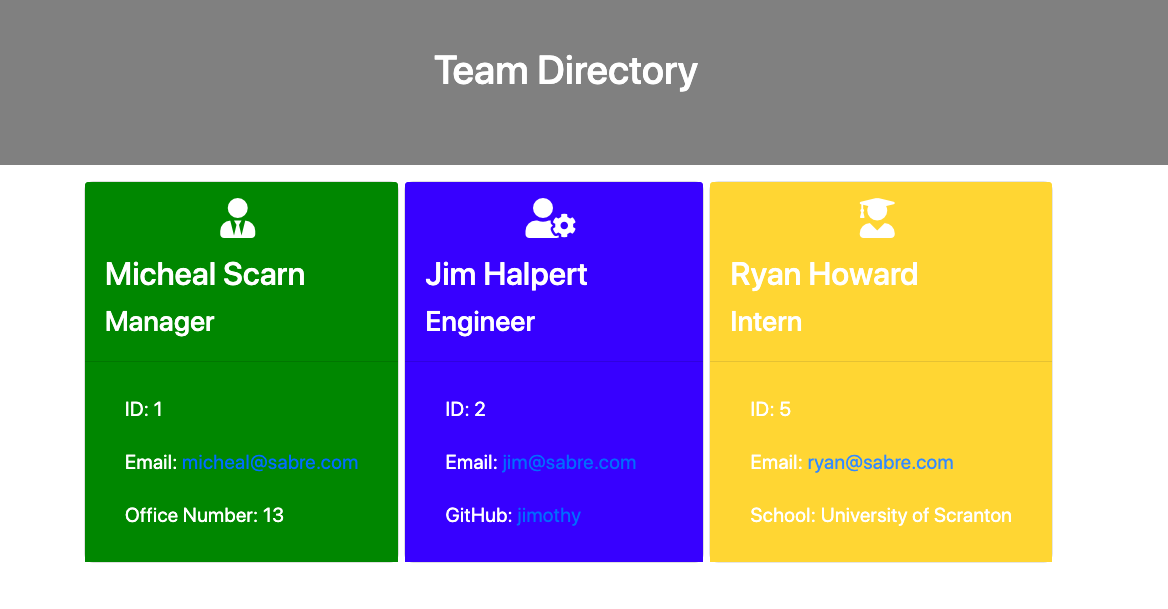 Team Directory
Micheal Scarn
Manager
ID: 1
Email: micheal@sabre.com
Office Number: 13
Jim Halpert
Engineer
ID: 2
Email: jim@sabre.com
GitHub: jimothy
Ryan Howard
Intern
ID: 5
Email: ryan@sabre.com
School: University of Scranton